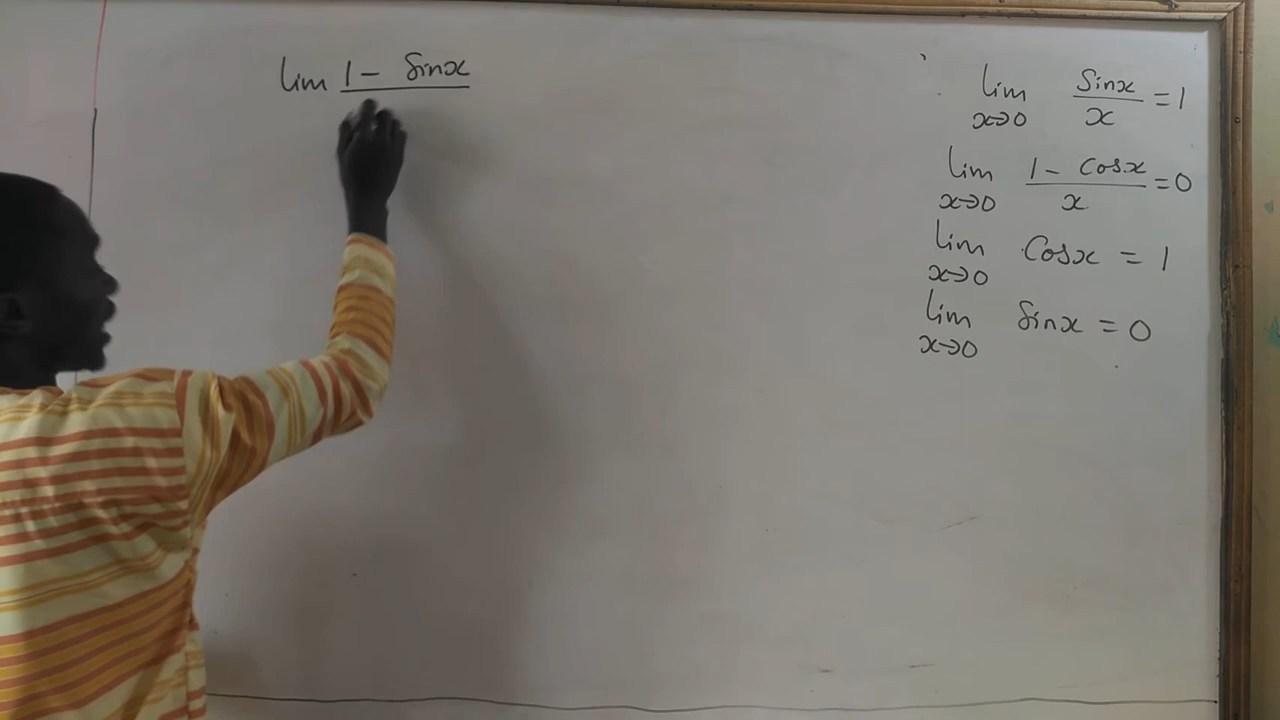 lim 1 - Sinx
lim x→0 Sinx/x = 1
lim x→0 1 - Cosx/x = 0
lim x→0 Cosx = 1
lim x→0 Sinx = 0